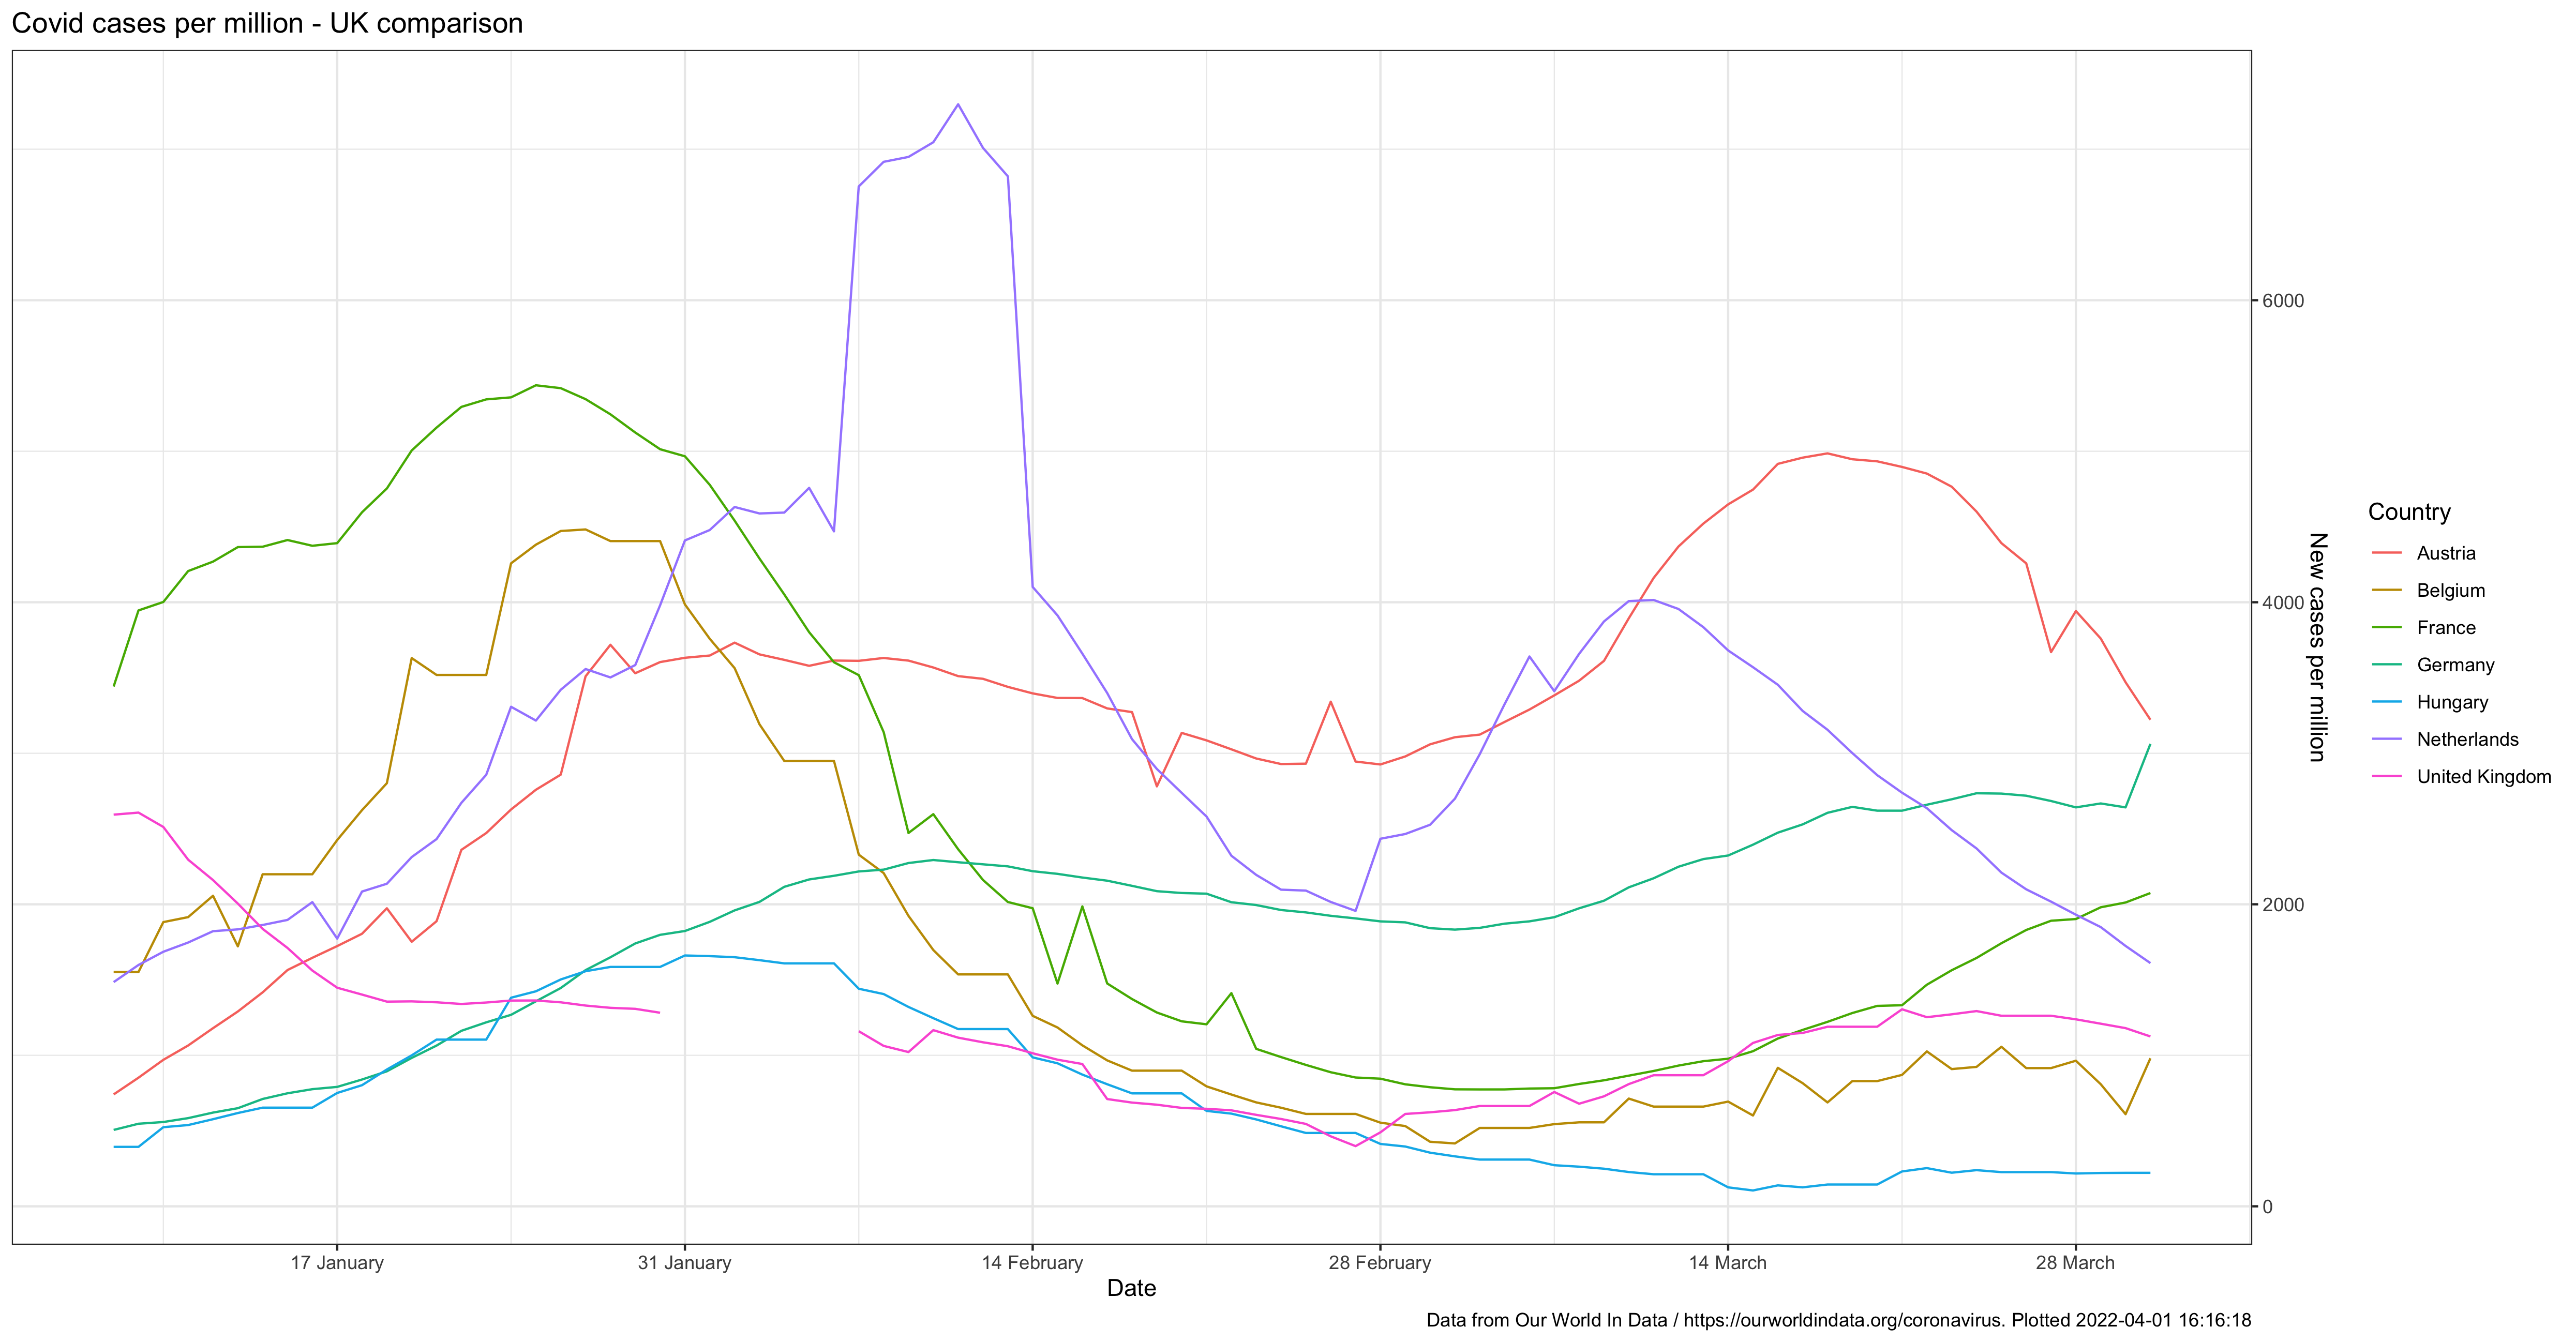 Covid cases per million - UK comparison
6000
4000
2000
0
New cases per million
Country
Austria
Belgium
France
Germany
Hungary
Netherlands
United Kingdom
17 January
31 January
14 February
28 February
14 March
28 March
Date
Data from Our World In Data / https://ourworldindata.org/coronavirus. Plotted 2022-04-01 16:16:18